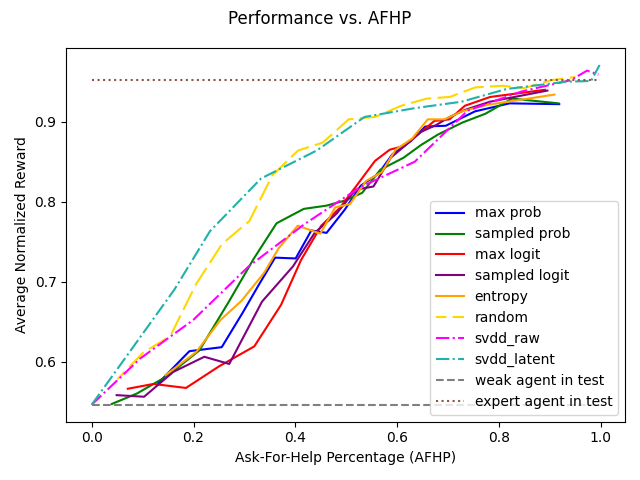 Performance vs. AFHP
Average Normalized Reward
0.9
0.8
0.7
0.6
0.0
0.2
0.4
0.6
0.8
1.0
Ask-For-Help Percentage (AFHP)
max prob
sampled prob
max logit
sampled logit
entropy
random
svdd_raw
svdd_latent
weak agent in test
expert agent in test